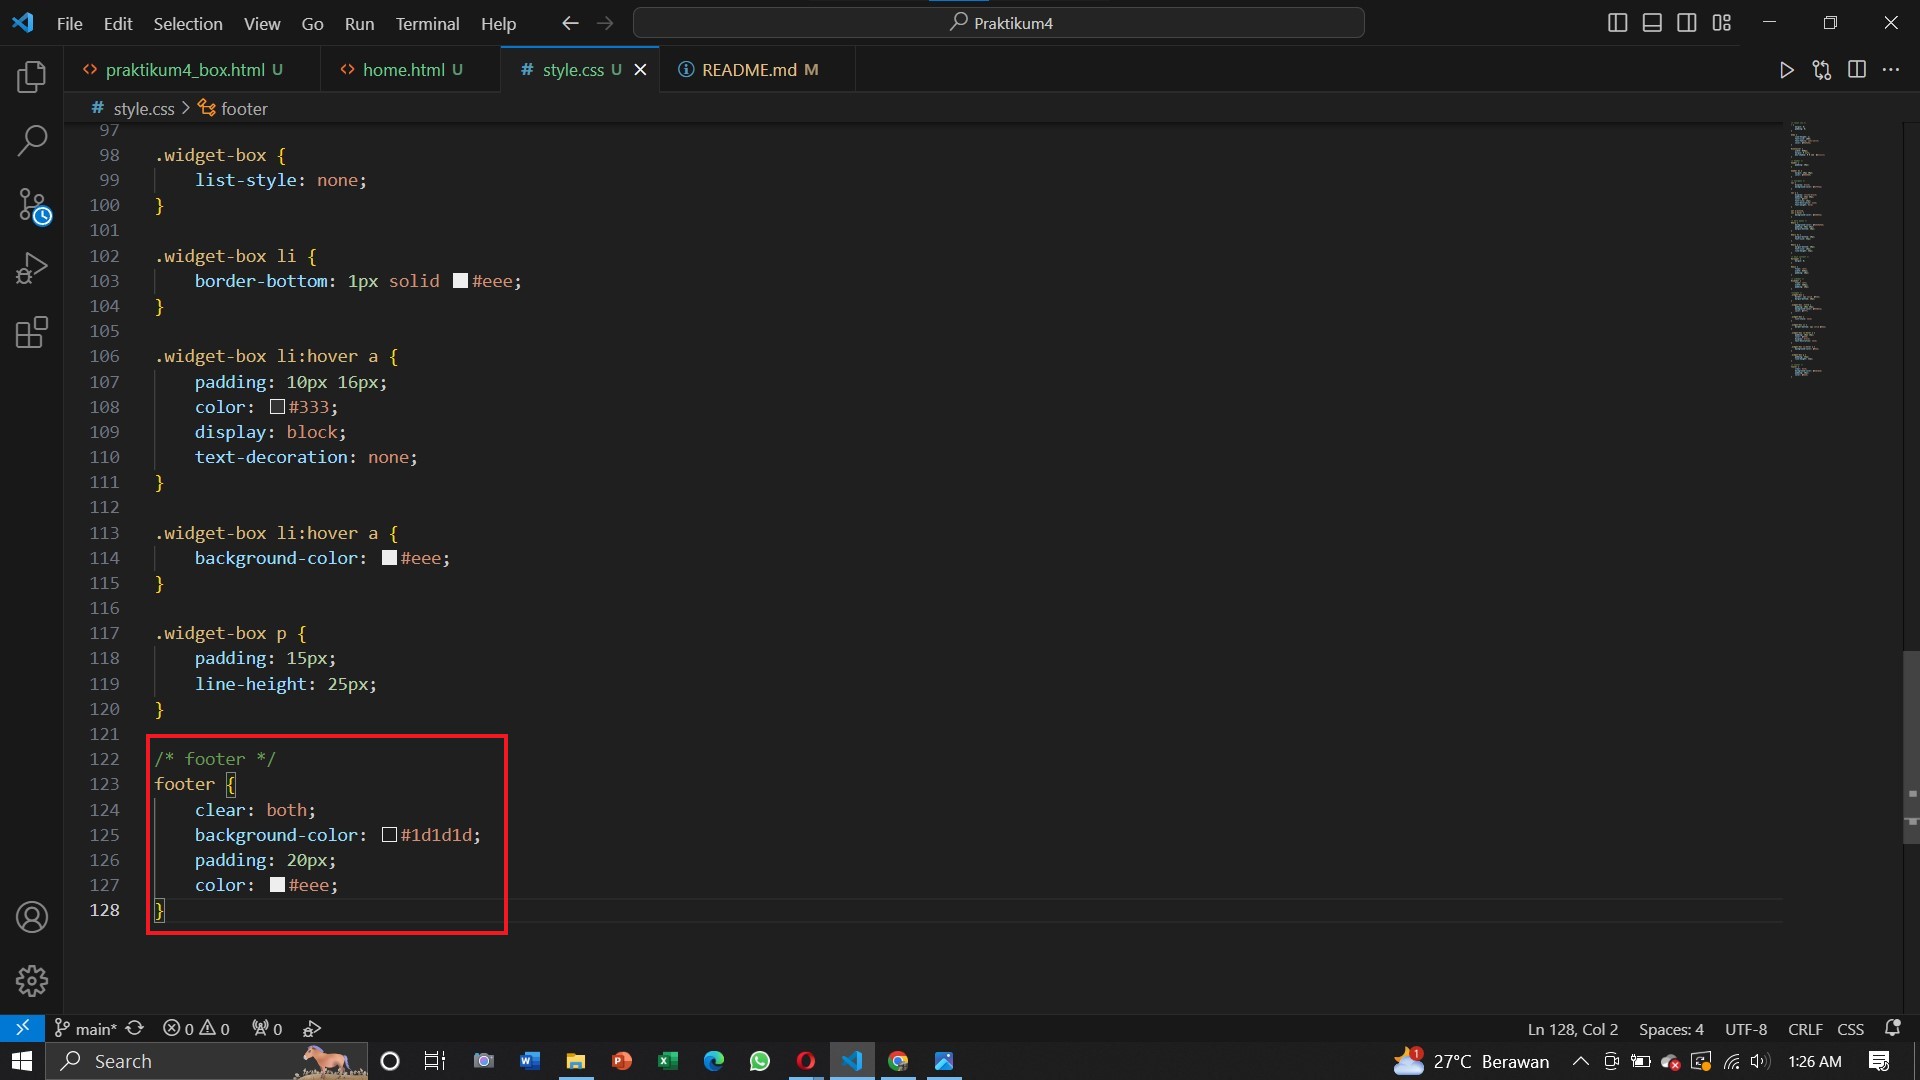 File Edit Selection View Go Run Terminal Help
Praktikum4
praktikum4_box.html U
home.html U
# style.css U
README.md M
# style.css > footer
97
98 .widget-box {
99 list-style: none;
100 }
101
102 .widget-box li {
103 border-bottom: 1px solid #eee;
104 }
105
106 .widget-box li:hover a {
107 padding: 10px 16px;
108 color: #333;
109 display: block;
110 text-decoration: none;
111 }
112
113 .widget-box li:hover a {
114 background-color: #eee;
115 }
116
117 .widget-box p {
118 padding: 15px;
119 line-height: 25px;
120 }
121
122 /* footer */
123 footer {
124 clear: both;
125 background-color: #1d1d1d;
126 padding: 20px;
127 color: #eee;
128 }
main* 0 0 0
Ln 128, Col 2 Spaces: 4 UTF-8 CRLF CSS
Search
1 27°C Berawan 1:26 AM